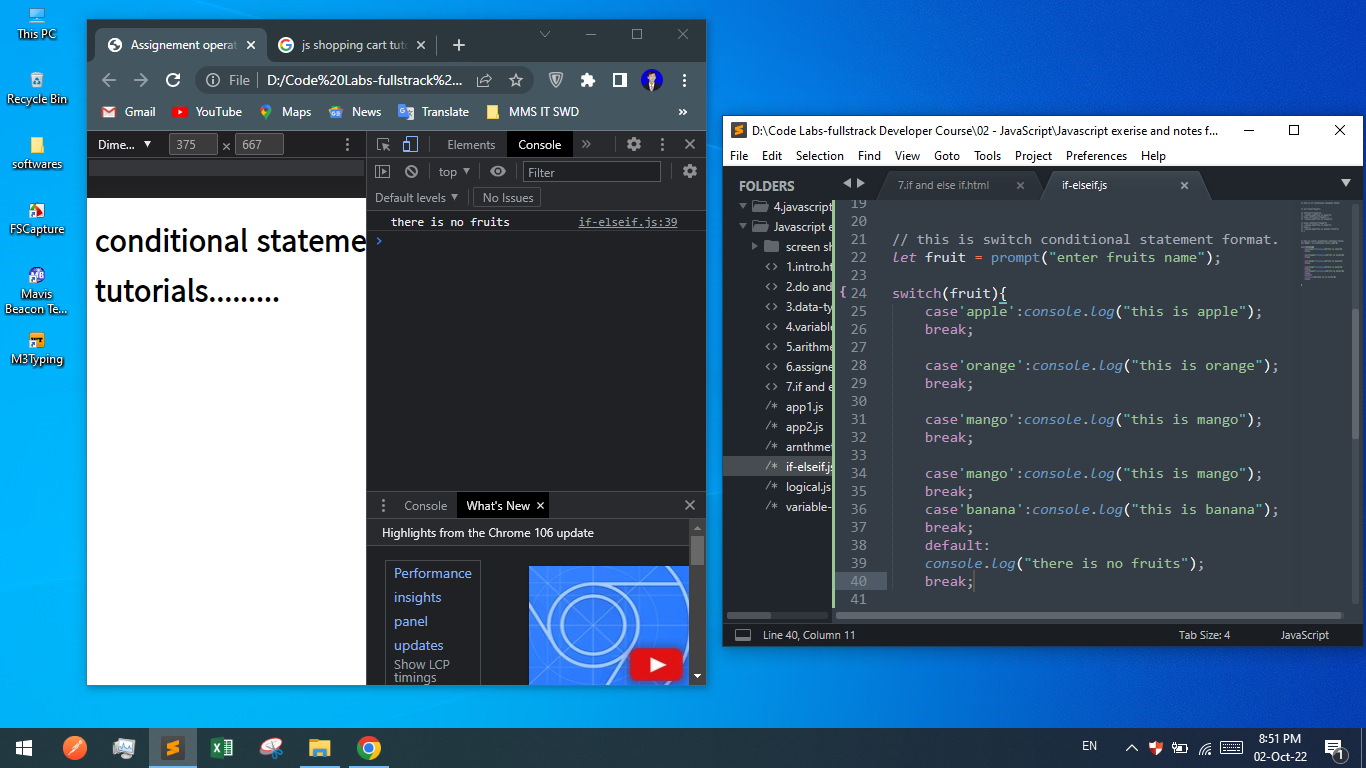 This PC
Recycle Bin
softwares
FSCapture
Mavis
Beacon Te...
M3Typing
Assignement operat
js shopping cart tut
File
D:/Code%20Labs-fullstrack%2...
Gmail
YouTube
Maps
News
Translate
MMS IT SWD
»
Dime... ▼ 375 × 667
conditional stateme
tutorials.........
Elements Console »
top ▼ Filter
Default levels ▼ No Issues
there is no fruits if-elseif.js:39
Console What's New
Highlights from the Chrome 106 update
Performance
insights
panel
updates
Show LCP
timings
D:\Code Labs-fullstrack Developer Course\02 - JavaScript\Javascript exerise and notes f...
File Edit Selection Find View Goto Tools Project Preferences Help
FOLDERS
4.javascript
Javascript e
screen sh
1.intro.ht
2.do and
3.data-ty
4.variable
5.arithme
6.assigne
7.if and e
app1.js
app2.js
arnthmet
if-elseif.js
logical.js
variable-
7.if and else if.html
if-elseif.js
19
20
21 // this is switch conditional statement format.
22 let fruit = prompt("enter fruits name");
23
24 switch(fruit){
25 case'apple':console.log("this is apple");
26 break;
27
28 case'orange':console.log("this is orange");
29 break;
30
31 case'mango':console.log("this is mango");
32 break;
33
34 case'mango':console.log("this is mango");
35 break;
36 case'banana':console.log("this is banana");
37 break;
38 default:
39 console.log("there is no fruits");
40 break;
41
Line 40, Column 11
Tab Size: 4
JavaScript
EN
8:51 PM
02-Oct-22
1